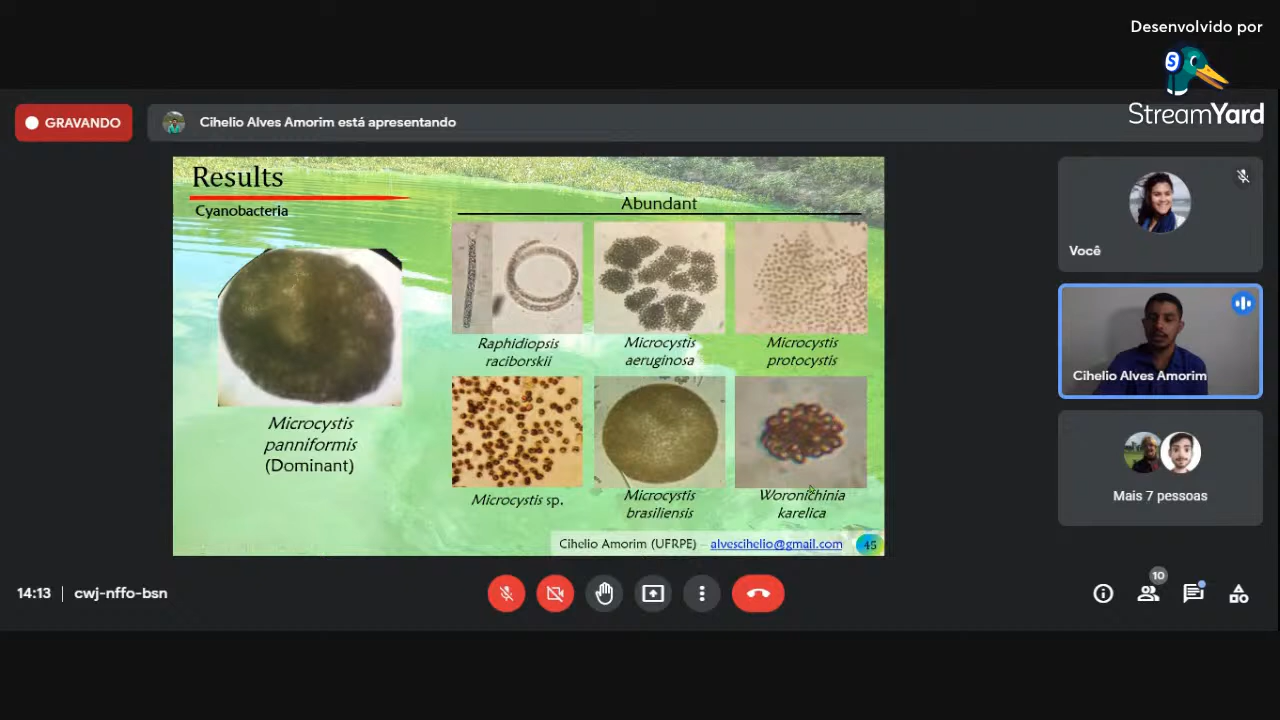 Desenvolvido por
S
StreamYard
GRAVANDO
Cihelio Alves Amorim está apresentando
Results
Cyanobacteria
Abundant
Microcystis
panniformis
(Dominant)
Raphidiopsis
raciborskii
Microcystis
aeruginosa
Microcystis
protocystis
Microcystis sp.
Microcystis
brasiliensis
Woronichinia
karelica
Cihelio Amorim (UFRPE) – alvescihelio@gmail.com 45
Você
Cihelio Alves Amorim
Mais 7 pessoas
14:13 | cwj-nffo-bsn
10